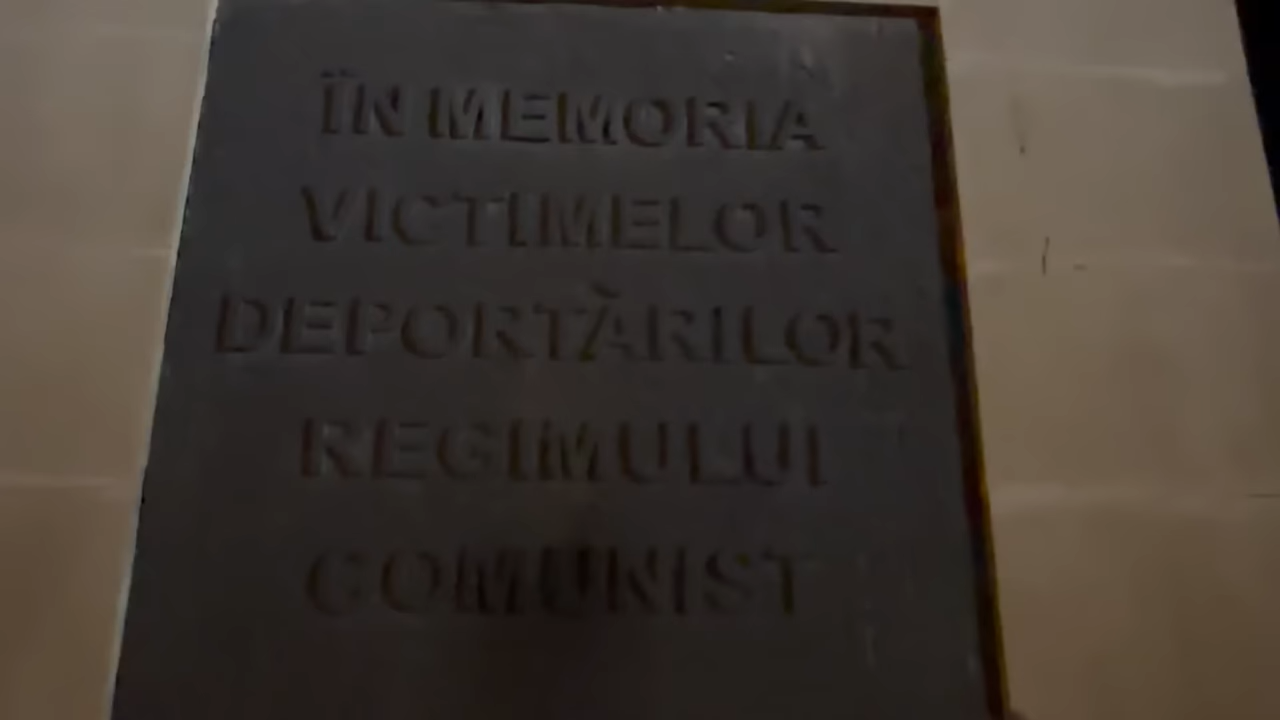 ÎN MEMORIA
VICTIMELOR
DEPORTĂRILOR
REGIMULUI
COMUNIST